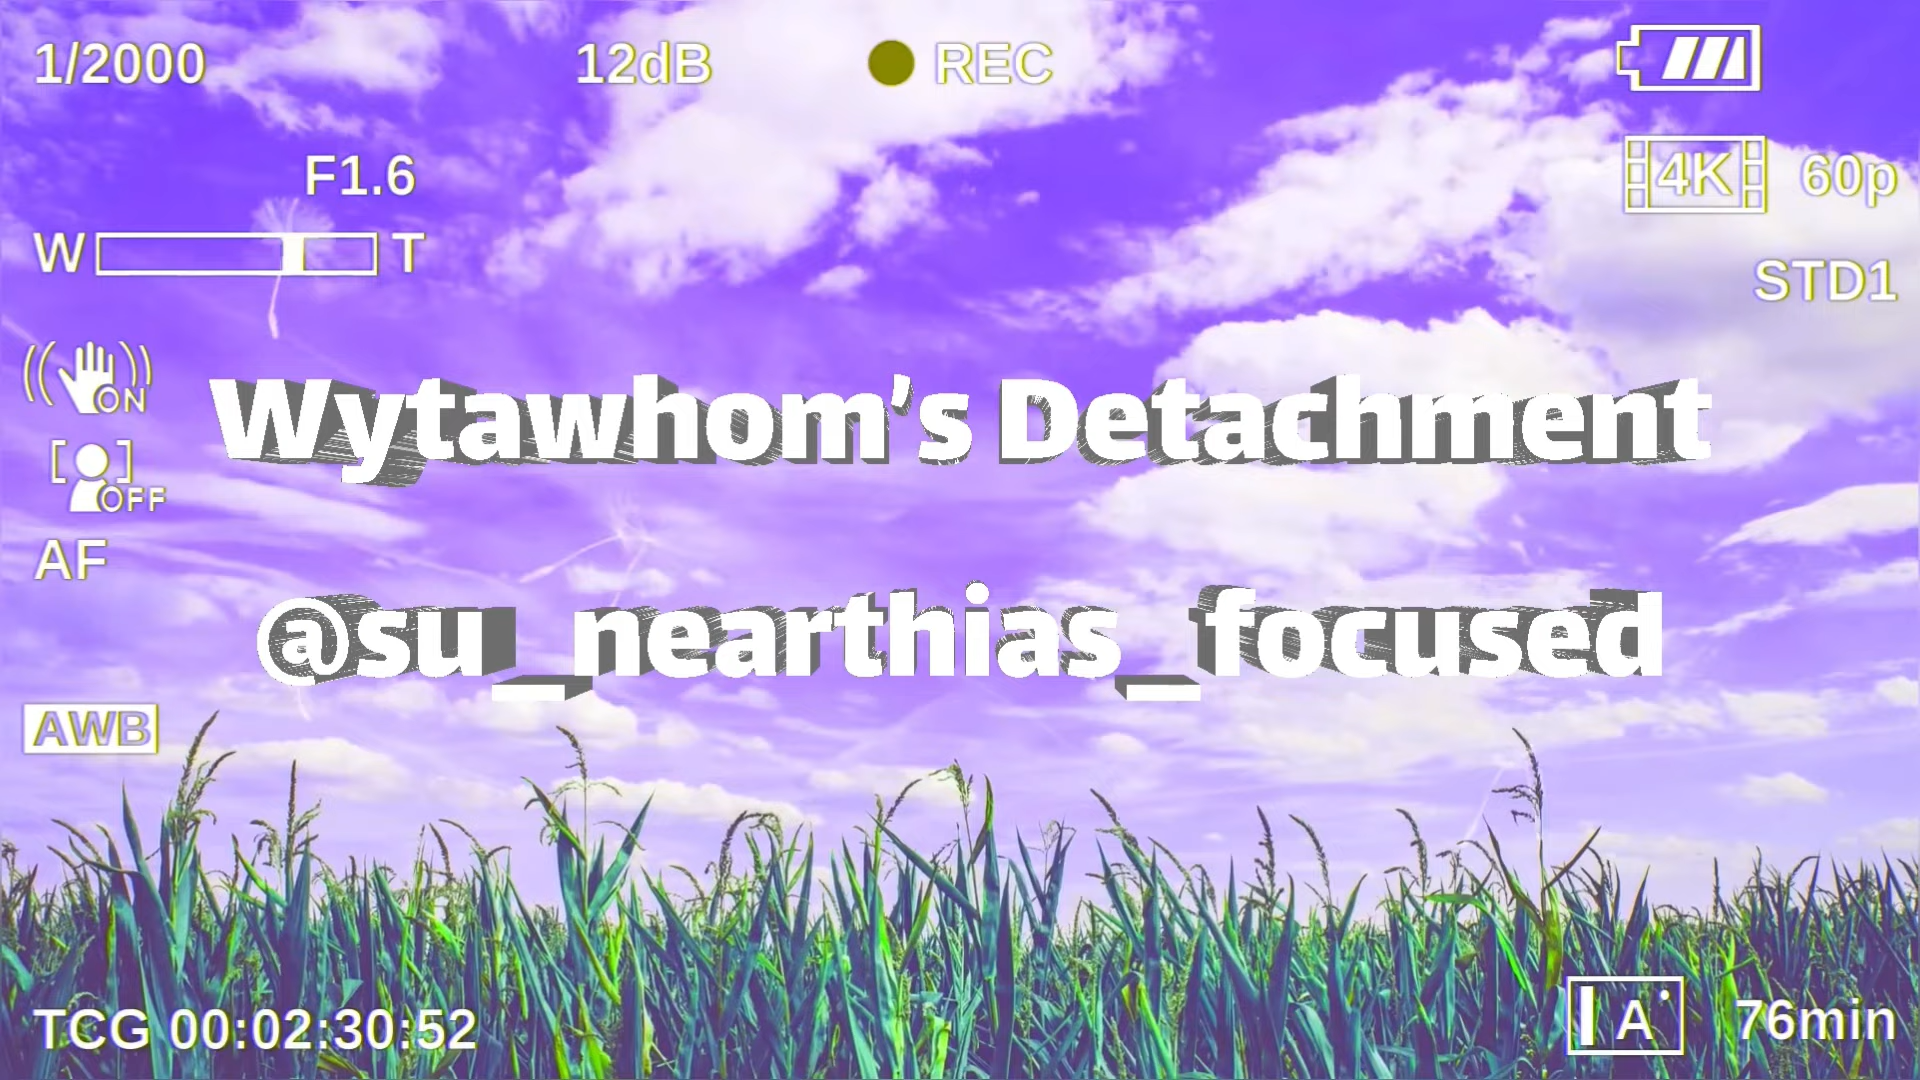 1/2000 12dB REC
F1.6
4K 60p
W T
STD1
ON
Wytawhom's Detachment
OFF
AF
@su_nearthias_focused
AWB
TCG 00:02:30:52
A 76min